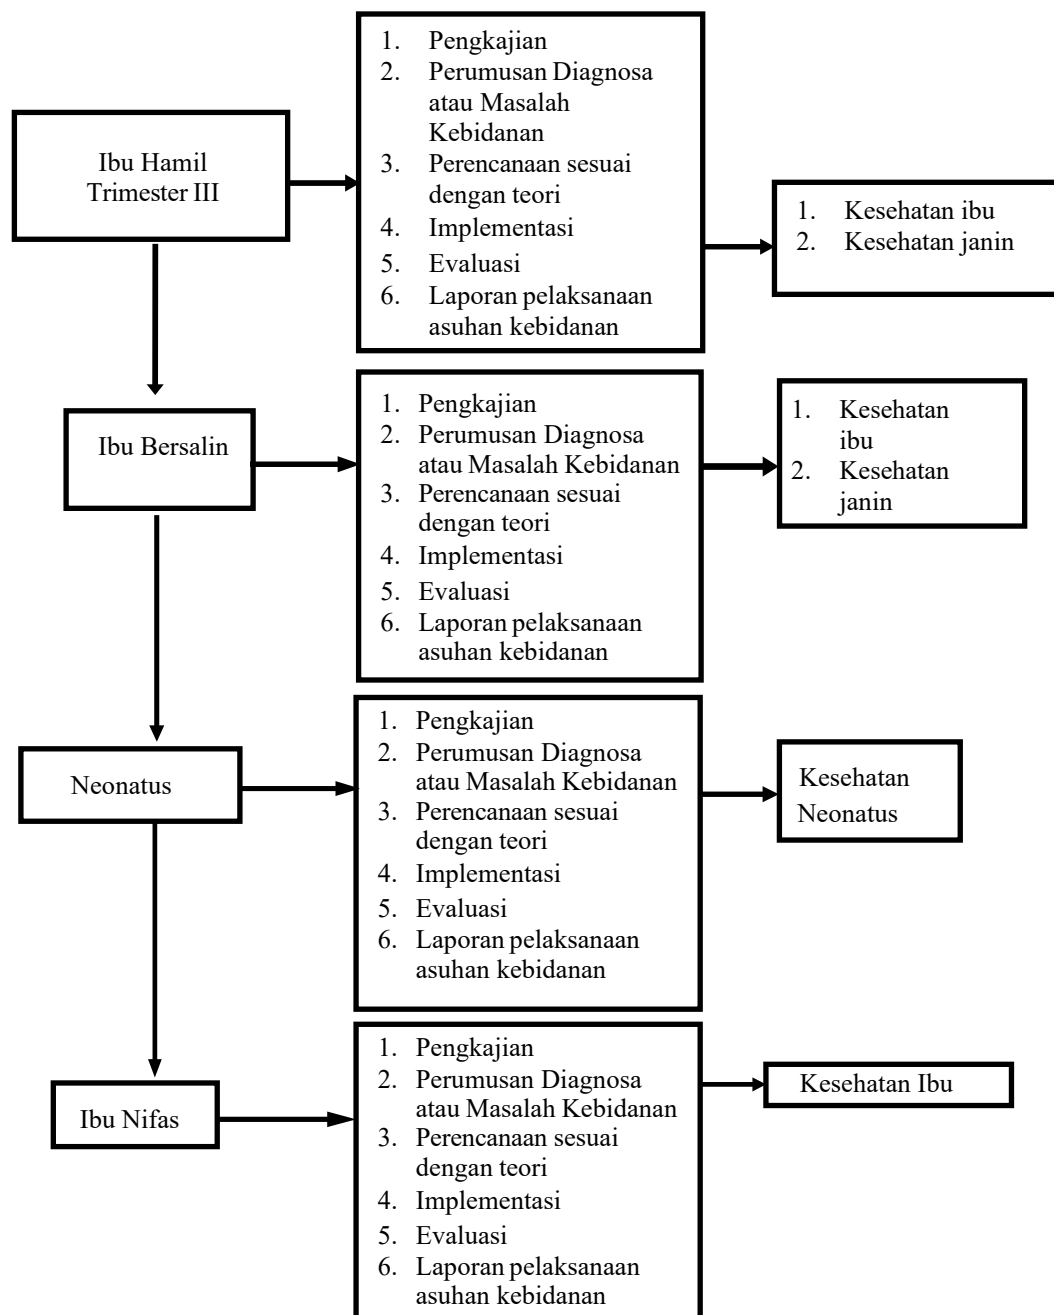 Ibu Hamil
Trimester III
1. Pengkajian
2. Perumusan Diagnosa
atau Masalah
Kebidanan
3. Perencanaan sesuai
dengan teori
4. Implementasi
5. Evaluasi
6. Laporan pelaksanaan
asuhan kebidanan
1. Kesehatan ibu
2. Kesehatan janin
Ibu Bersalin
1. Pengkajian
2. Perumusan Diagnosa
atau Masalah Kebidanan
3. Perencanaan sesuai
dengan teori
4. Implementasi
5. Evaluasi
6. Laporan pelaksanaan
asuhan kebidanan
1. Kesehatan
ibu
2. Kesehatan
janin
Neonatus
1. Pengkajian
2. Perumusan Diagnosa
atau Masalah Kebidanan
3. Perencanaan sesuai
dengan teori
4. Implementasi
5. Evaluasi
6. Laporan pelaksanaan
asuhan kebidanan
Kesehatan
Neonatus
Ibu Nifas
1. Pengkajian
2. Perumusan Diagnosa
atau Masalah Kebidanan
3. Perencanaan sesuai
dengan teori
4. Implementasi
5. Evaluasi
6. Laporan pelaksanaan
asuhan kebidanan
Kesehatan Ibu